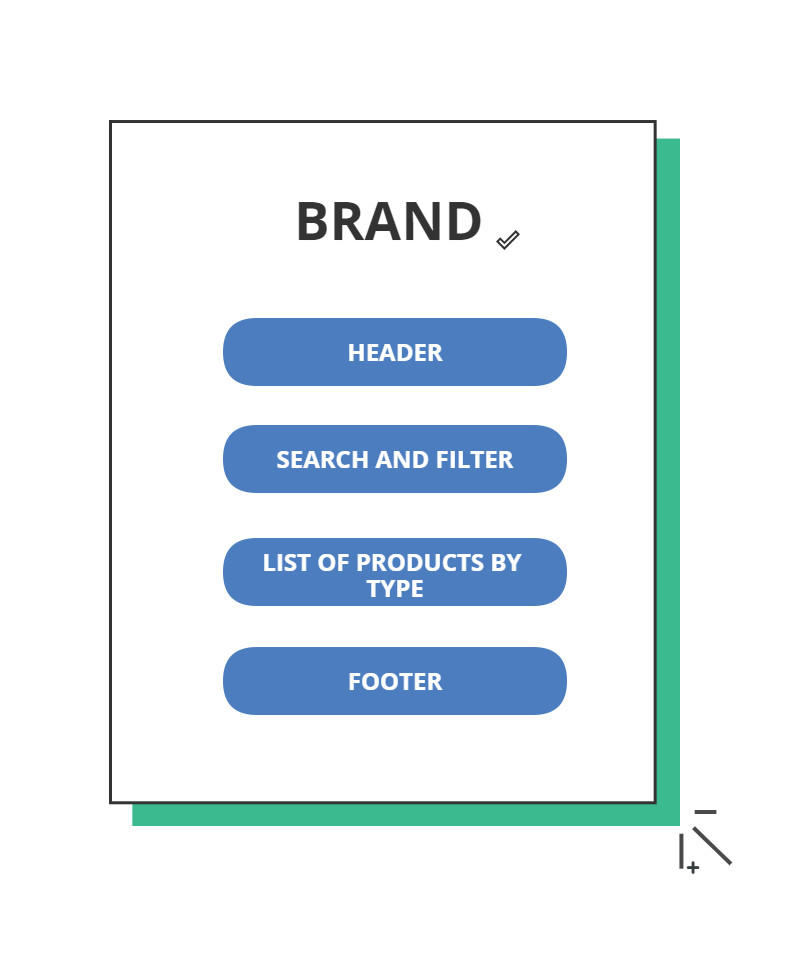 BRAND
HEADER
SEARCH AND FILTER
LIST OF PRODUCTS BY
TYPE
FOOTER